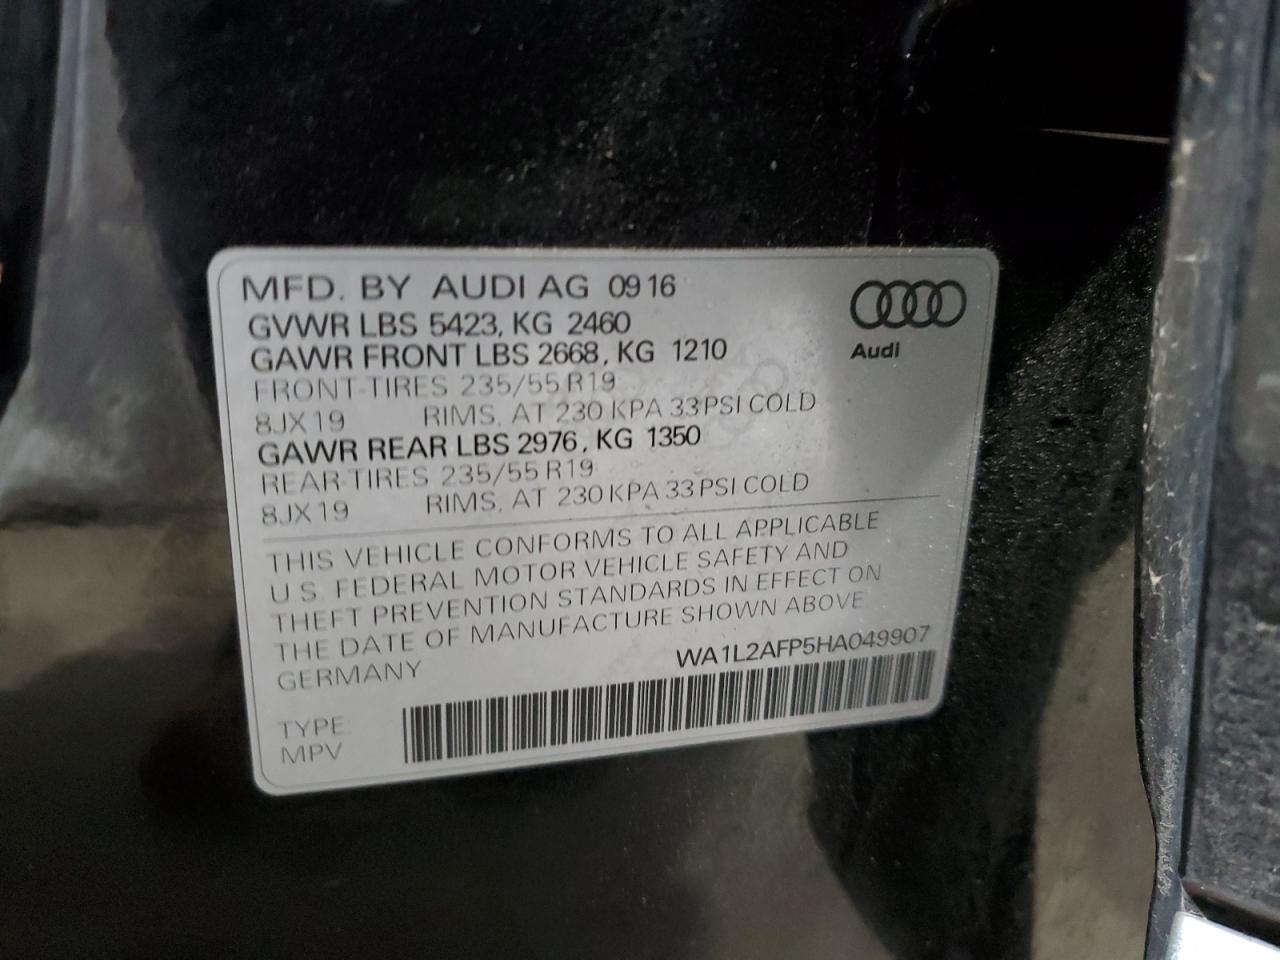 MFD. BY AUDI AG 09 16
GVWR LBS 5423, KG 2460
GAWR FRONT LBS 2668, KG 1210
FRONT-TIRES 235/55 R19
8JX19 RIMS, AT 230 KPA 33 PSI COLD
GAWR REAR LBS 2976, KG 1350
REAR-TIRES 235/55 R19
8JX19 RIMS, AT 230 KPA 33 PSI COLD
Audi
THIS VEHICLE CONFORMS TO ALL APPLICABLE
U.S. FEDERAL MOTOR VEHICLE SAFETY AND
THEFT PREVENTION STANDARDS IN EFFECT ON
THE DATE OF MANUFACTURE SHOWN ABOVE
GERMANY
WA1L2AFP5HA049907
TYPE
MPV